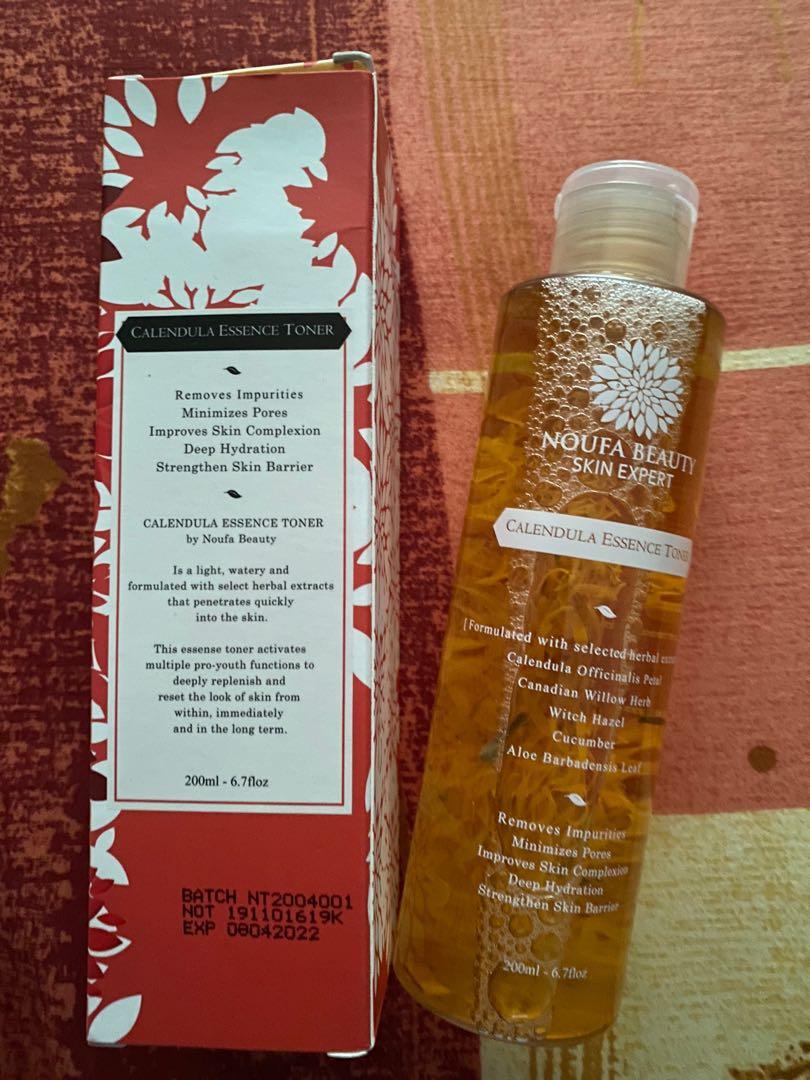 CALENDULA ESSENCE TONER
Removes Impurities
Minimizes Pores
Improves Skin Complexion
Deep Hydration
Strengthen Skin Barrier
CALENDULA ESSENCE TONER
by Noufa Beauty
Is a light, watery and
formulated with select herbal extracts
that penetrates quickly
into the skin.
This essense toner activates
multiple pro-youth functions to
deeply replenish and
reset the look of skin from
within, immediately
and in the long term.
200ml - 6.7floz
BATCH NT2004001
NOT 191101619K
EXP 08042022
NOUFA BEAUTY
SKIN EXPERT
CALENDULA ESSENCE TONER
[Formulated with selected herbal
Calendula Officinalis Petal
Canadian Willow Herb
Witch Hazel
Cucumber
Aloe Barbadensis Leaf
Removes Impurities
Minimizes Pores
Improves Skin Complexion
Deep Hydration
Strengthen Skin Barrier
200ml - 6.7floz